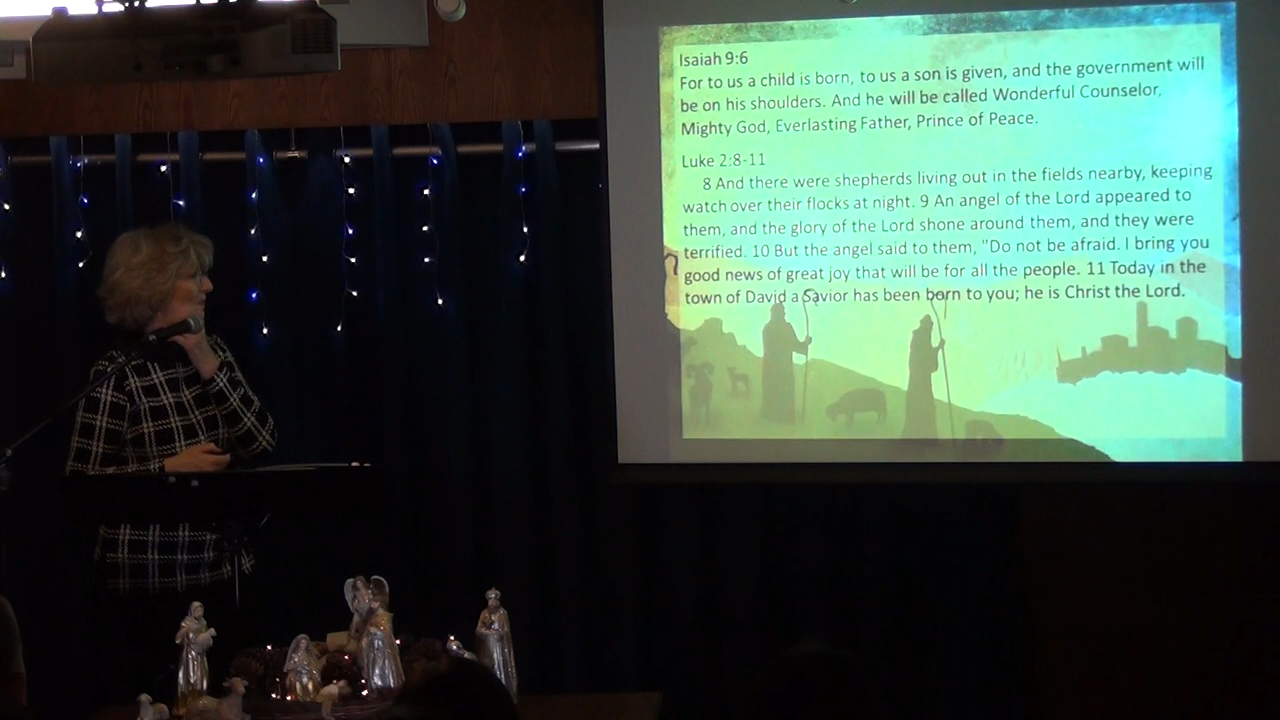 Isaiah 9:6
For to us a child is born, to us a son is given, and the government will
be on his shoulders. And he will be called Wonderful Counselor,
Mighty God, Everlasting Father, Prince of Peace.
Luke 2:8-11
8 And there were shepherds living out in the fields nearby, keeping
watch over their flocks at night. 9 An angel of the Lord appeared to
them, and the glory of the Lord shone around them, and they were
terrified. 10 But the angel said to them, "Do not be afraid. I bring you
good news of great joy that will be for all the people. 11 Today in the
town of David a Savior has been born to you; he is Christ the Lord.